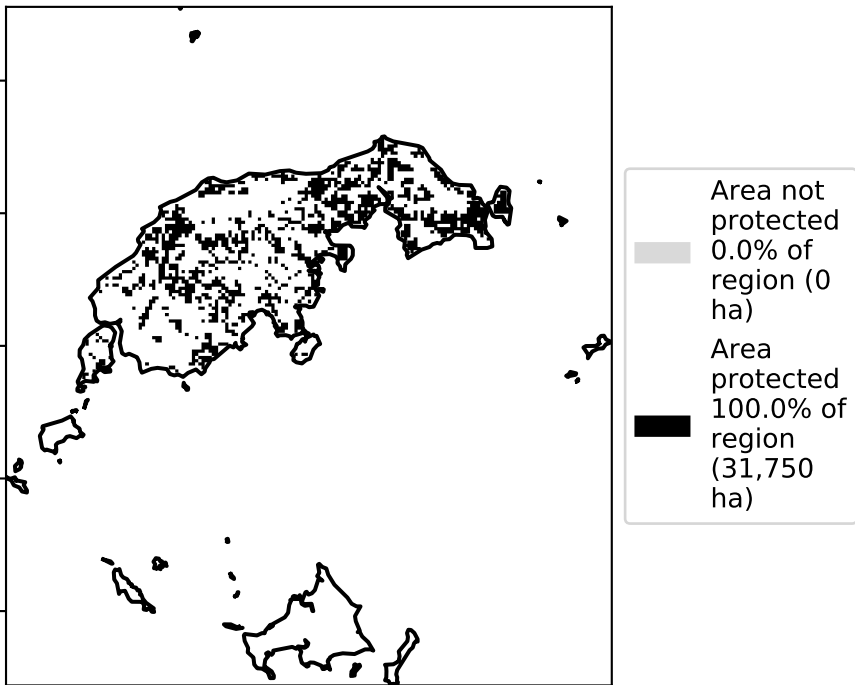 Area not
protected
0.0% of
region (0
ha)
Area
protected
100.0% of
region
(31,750
ha)